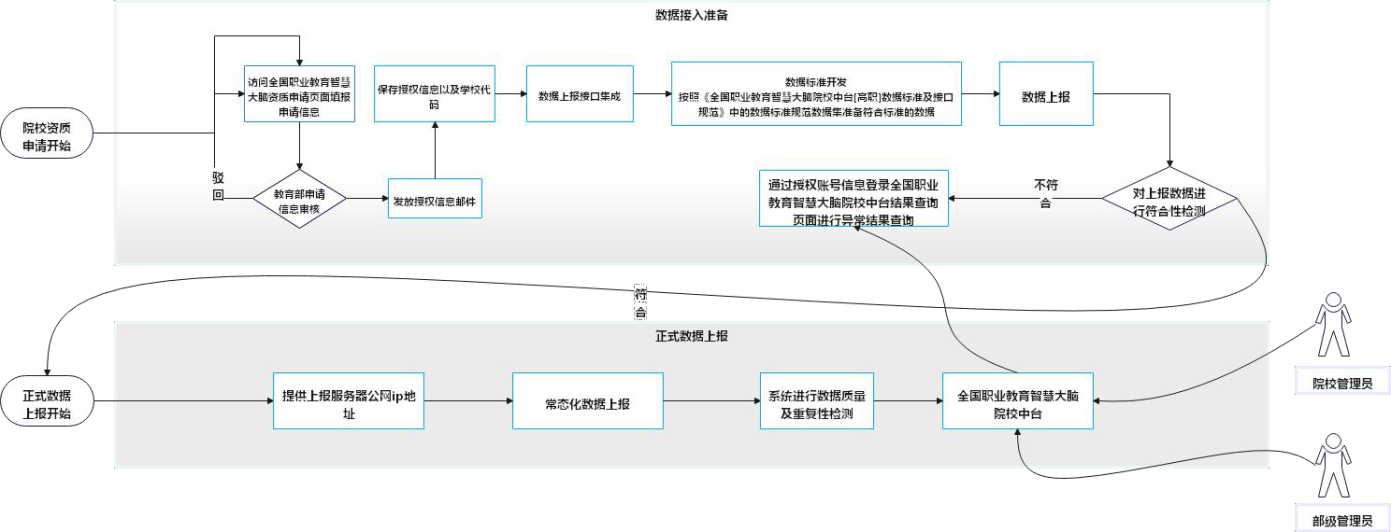 数据接入准备
院校资质
申请开始
访问全国职业教育智慧
大脑资质申请页面填报
申请信息
驳
回
教育部申请
信息审核
发放授权信息邮件
保存授权信息以及学校代
码
数据上报接口集成
数据标准开发
按照《全国职业教育智慧大脑院校中台[高职]数据标准及接口
规范》中的数据标准规范数据集准备符合标准的数据
数据上报
对上报数据进
行符合性检测
不符
合
通过授权账号信息登录全国职业
教育智慧大脑院校中台结果查询
页面进行异常结果查询
符
合
正式数据上报
正式数据
上报开始
提供上报服务器公网ip地
址
常态化数据上报
系统进行数据质量
及重复性检测
全国职业教育智慧大脑
院校中台
院校管理员
部级管理员